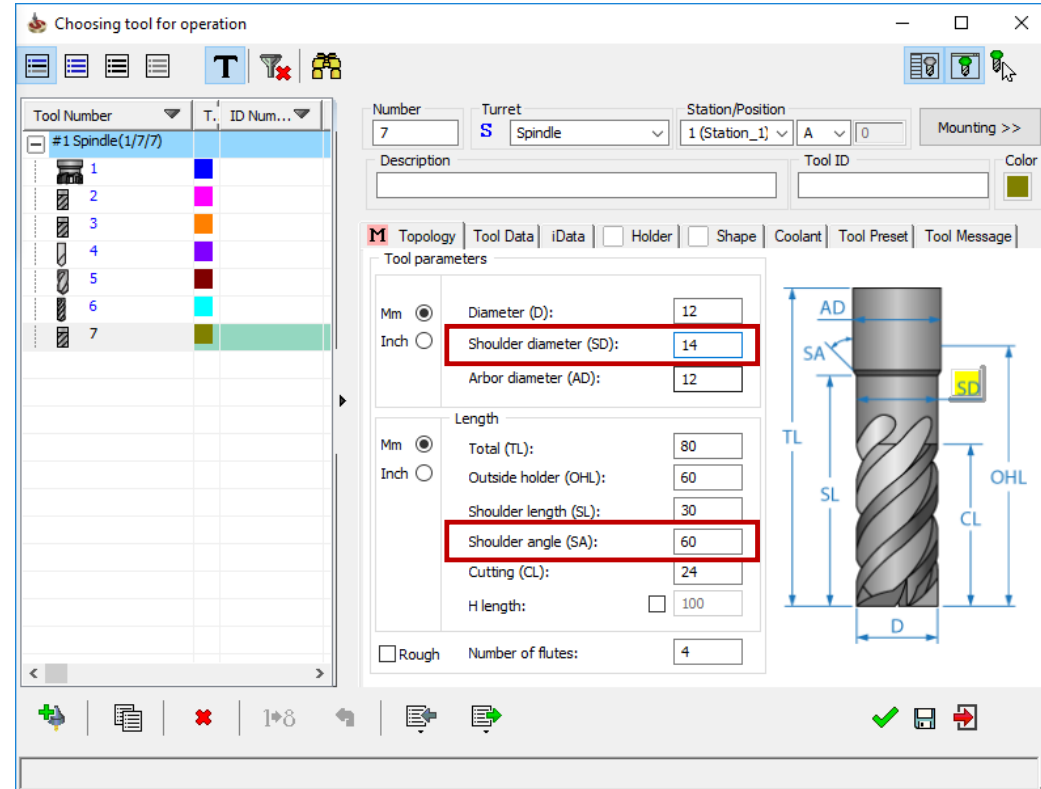 Choosing tool for operation
T
Tool Number T. ID Num...
#1 Spindle(1/7/7)
1
2
3
4
5
6
7
Number Turret Station/Position
7 S Spindle 1 (Station_1) A 0 Mounting >>
Description Tool ID Color
M Topology Tool Data iData Holder Shape Coolant Tool Preset Tool Message
Tool parameters
Mm Diameter (D): 12
Inch Shoulder diameter (SD): 14
Arbor diameter (AD): 12
Length
Mm Total (TL): 80
Inch Outside holder (OHL): 60
Shoulder length (SL): 30
Shoulder angle (SA): 60
Cutting (CL): 24
H length: 100
Rough Number of flutes: 4
AD
SA
SD
TL
OHL
SL
CL
D
1➔8